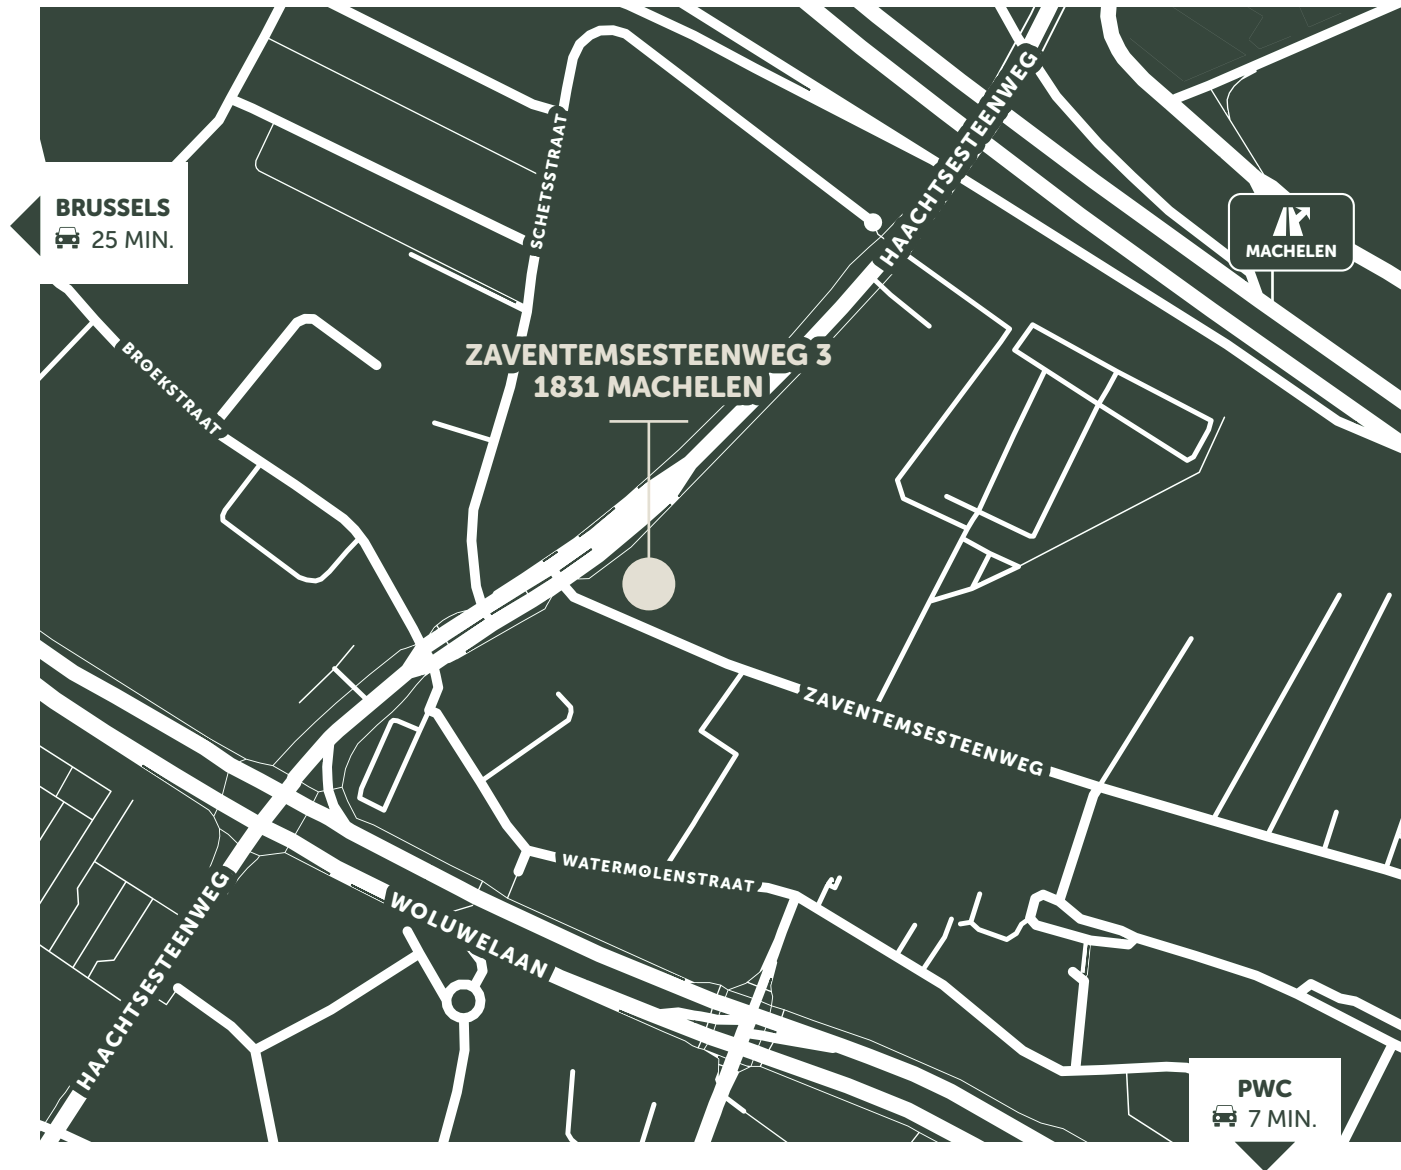 HAACHTSESTEENWEG
SCHETSSTRAAT
BRUSSELS
25 MIN.
MACHELEN
BROEKSTRAAT
ZAVENTEMSESTEENWEG 3
1831 MACHELEN
ZAVENTEMSESTEENWEG
WATERMOLENSTRAAT
WOLUWELAAN
HAACHTSESTEENWEG
PWC
7 MIN.